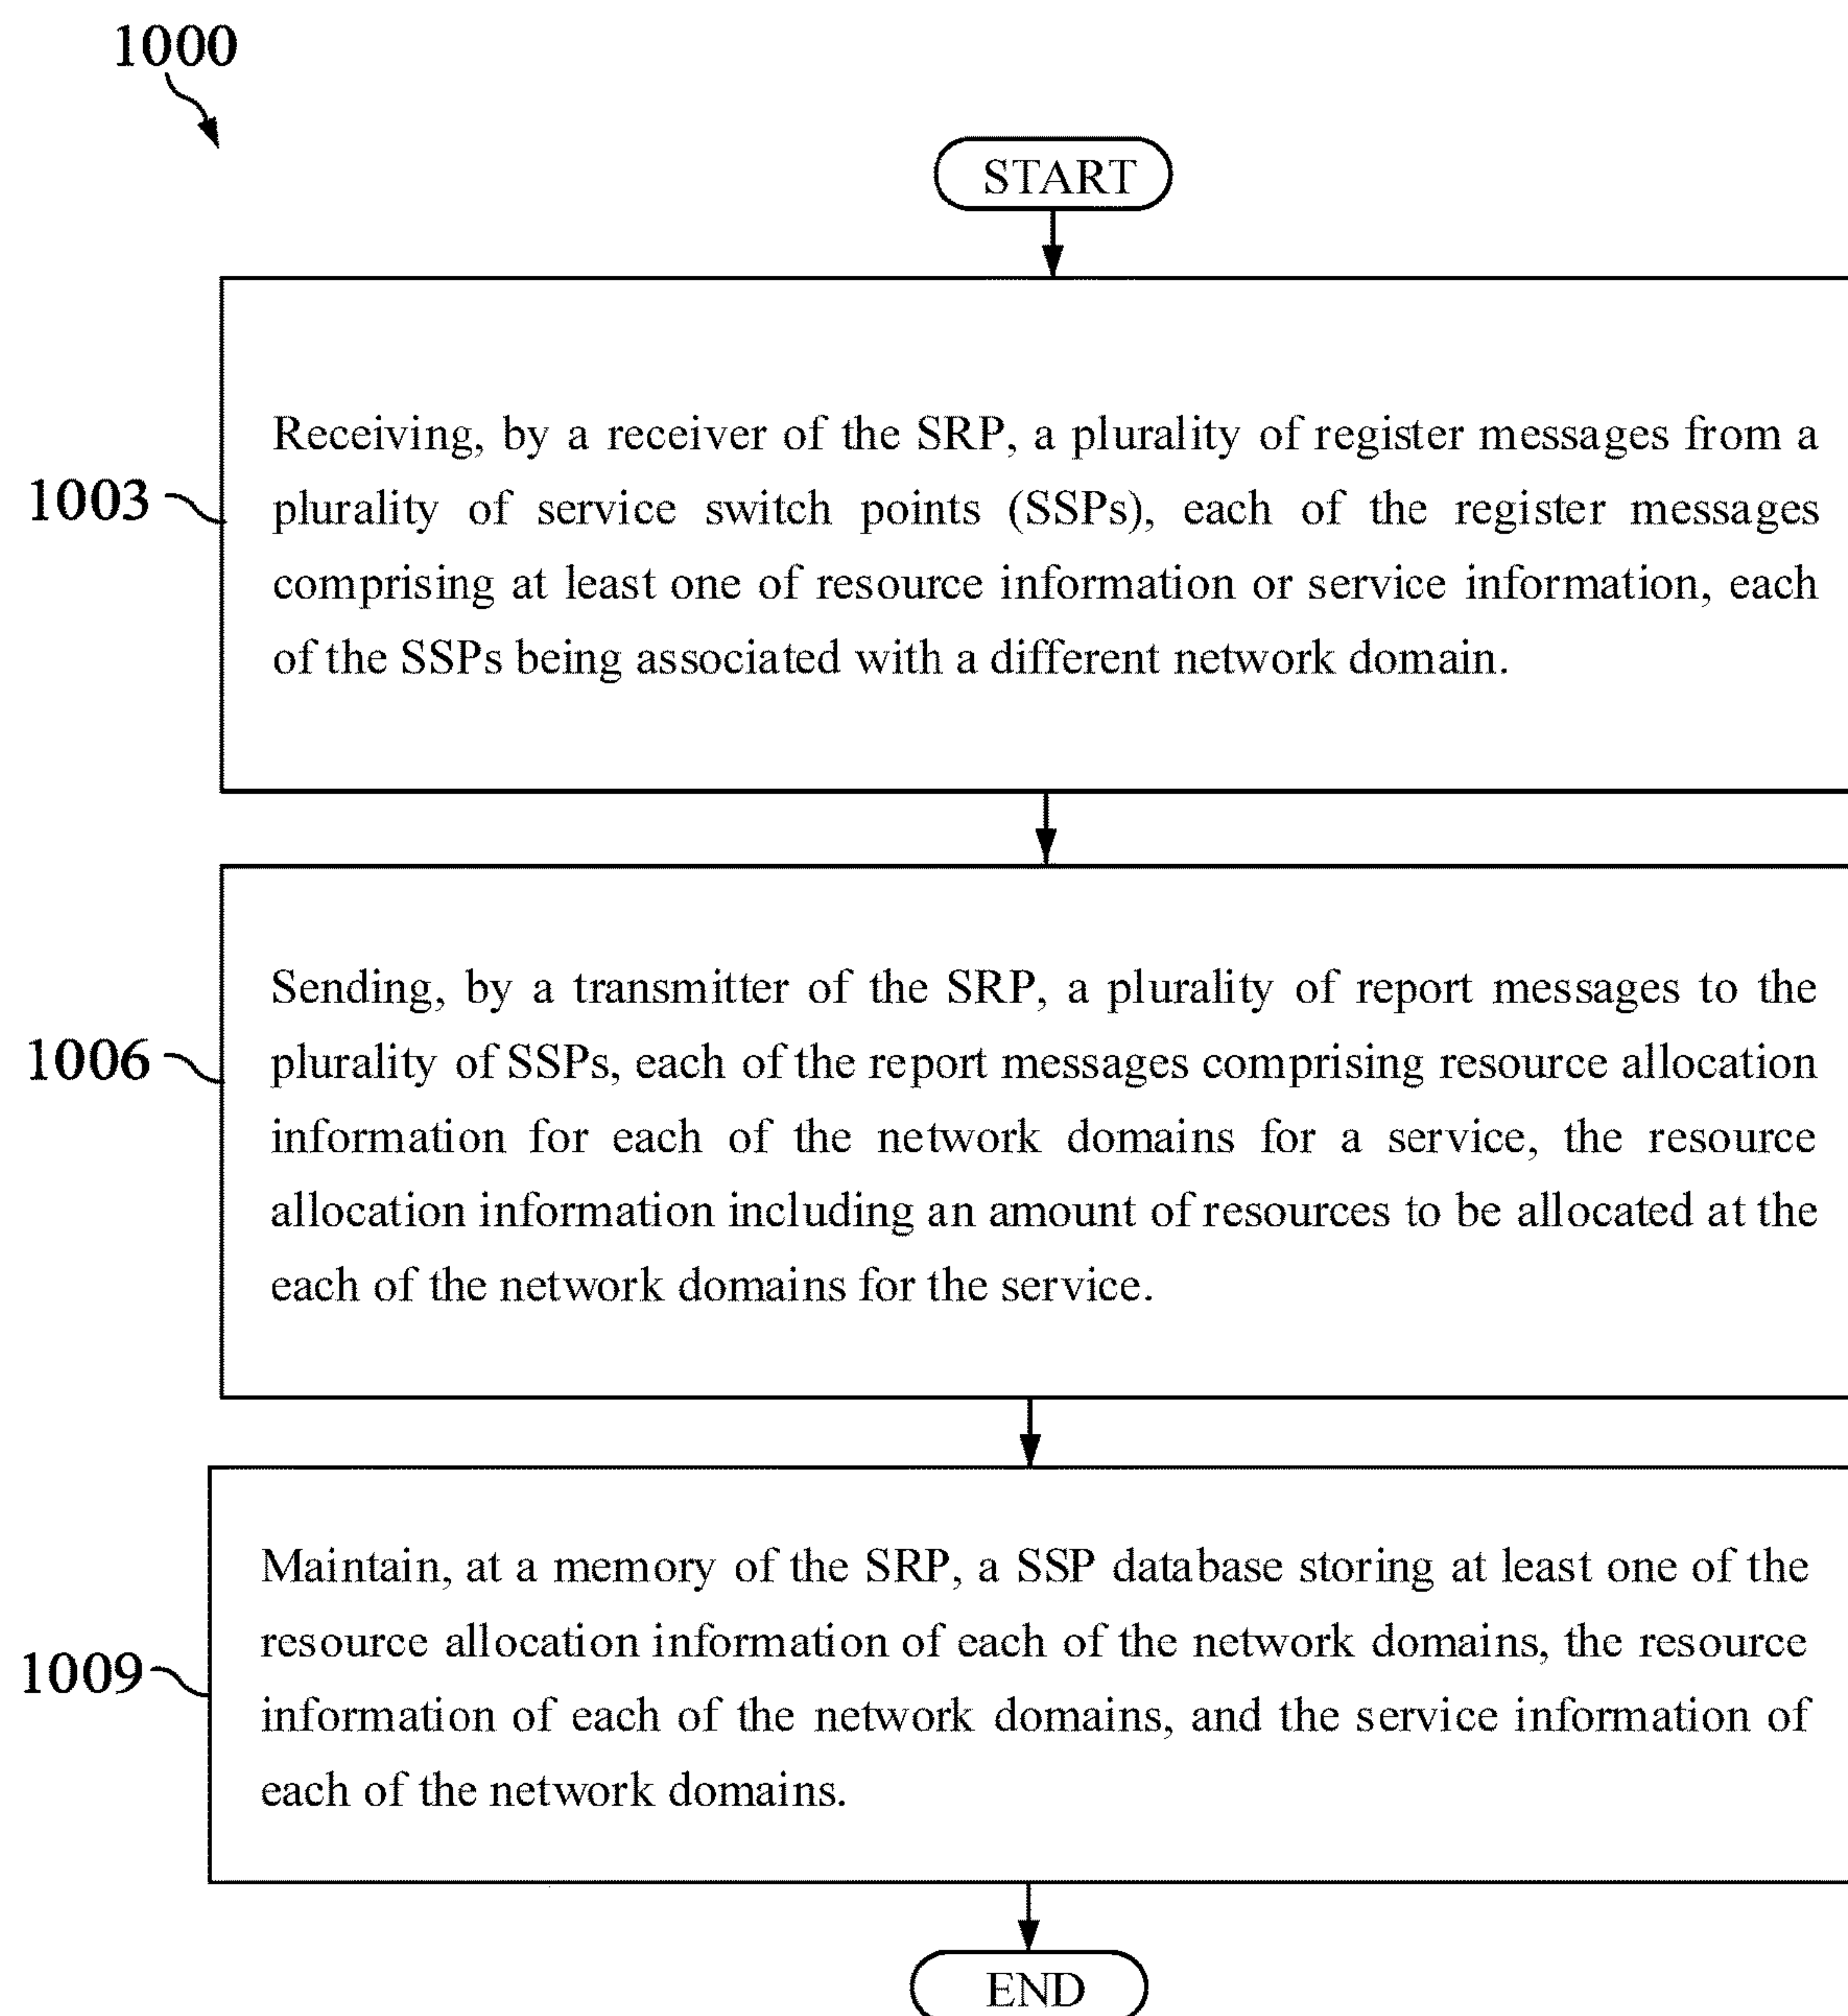 1000
START
Receiving, by a receiver of the SRP, a plurality of register messages from a
plurality of service switch points (SSPs), each of the register messages
comprising at least one of resource information or service information, each
of the SSPs being associated with a different network domain.
1003
Sending, by a transmitter of the SRP, a plurality of report messages to the
plurality of SSPs, each of the report messages comprising resource allocation
information for each of the network domains for a service, the resource
allocation information including an amount of resources to be allocated at the
each of the network domains for the service.
1006
Maintain, at a memory of the SRP, a SSP database storing at least one of the
resource allocation information of each of the network domains, the resource
information of each of the network domains, and the service information of
each of the network domains.
1009
END